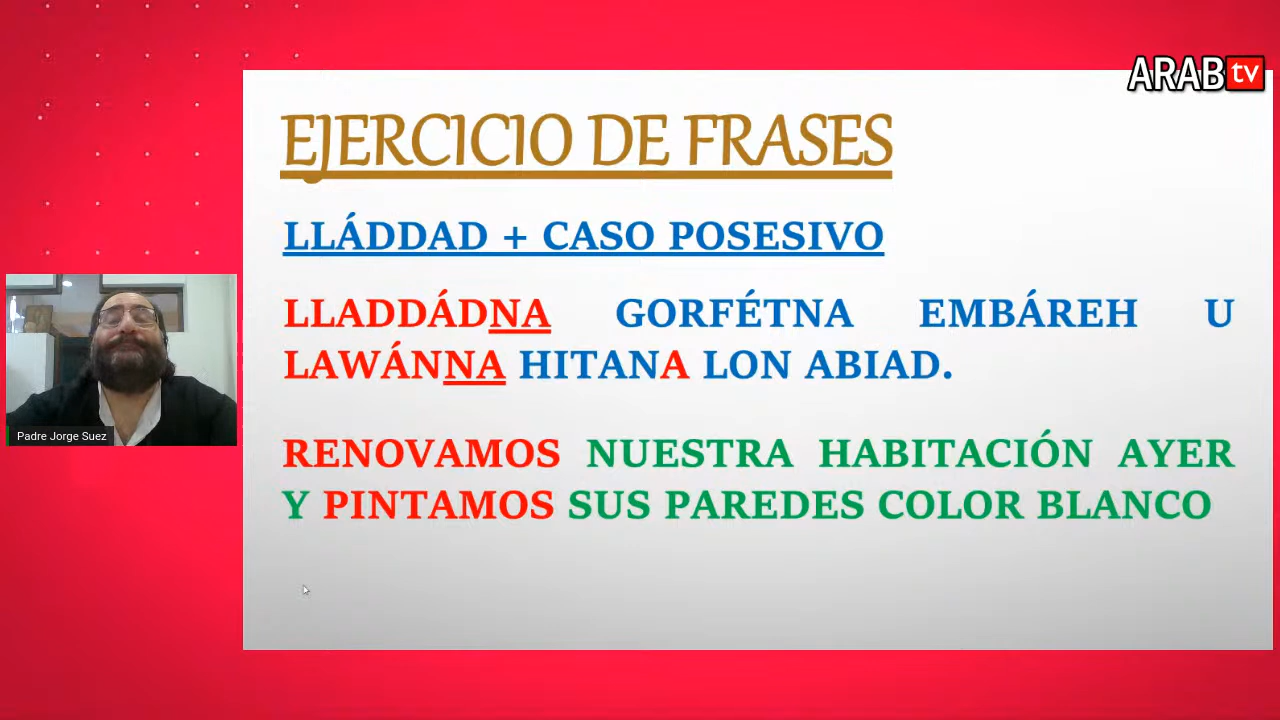 ARAB tv
EJERCICIO DE FRASES
LLÁDDAD + CASO POSESIVO
LLADDÁDNA GORFÉTNA EMBÁREH U
LAWÁNNA HITANA LON ABIAD.
RENOVAMOS NUESTRA HABITACIÓN AYER
Y PINTAMOS SUS PAREDES COLOR BLANCO
Padre Jorge Suez